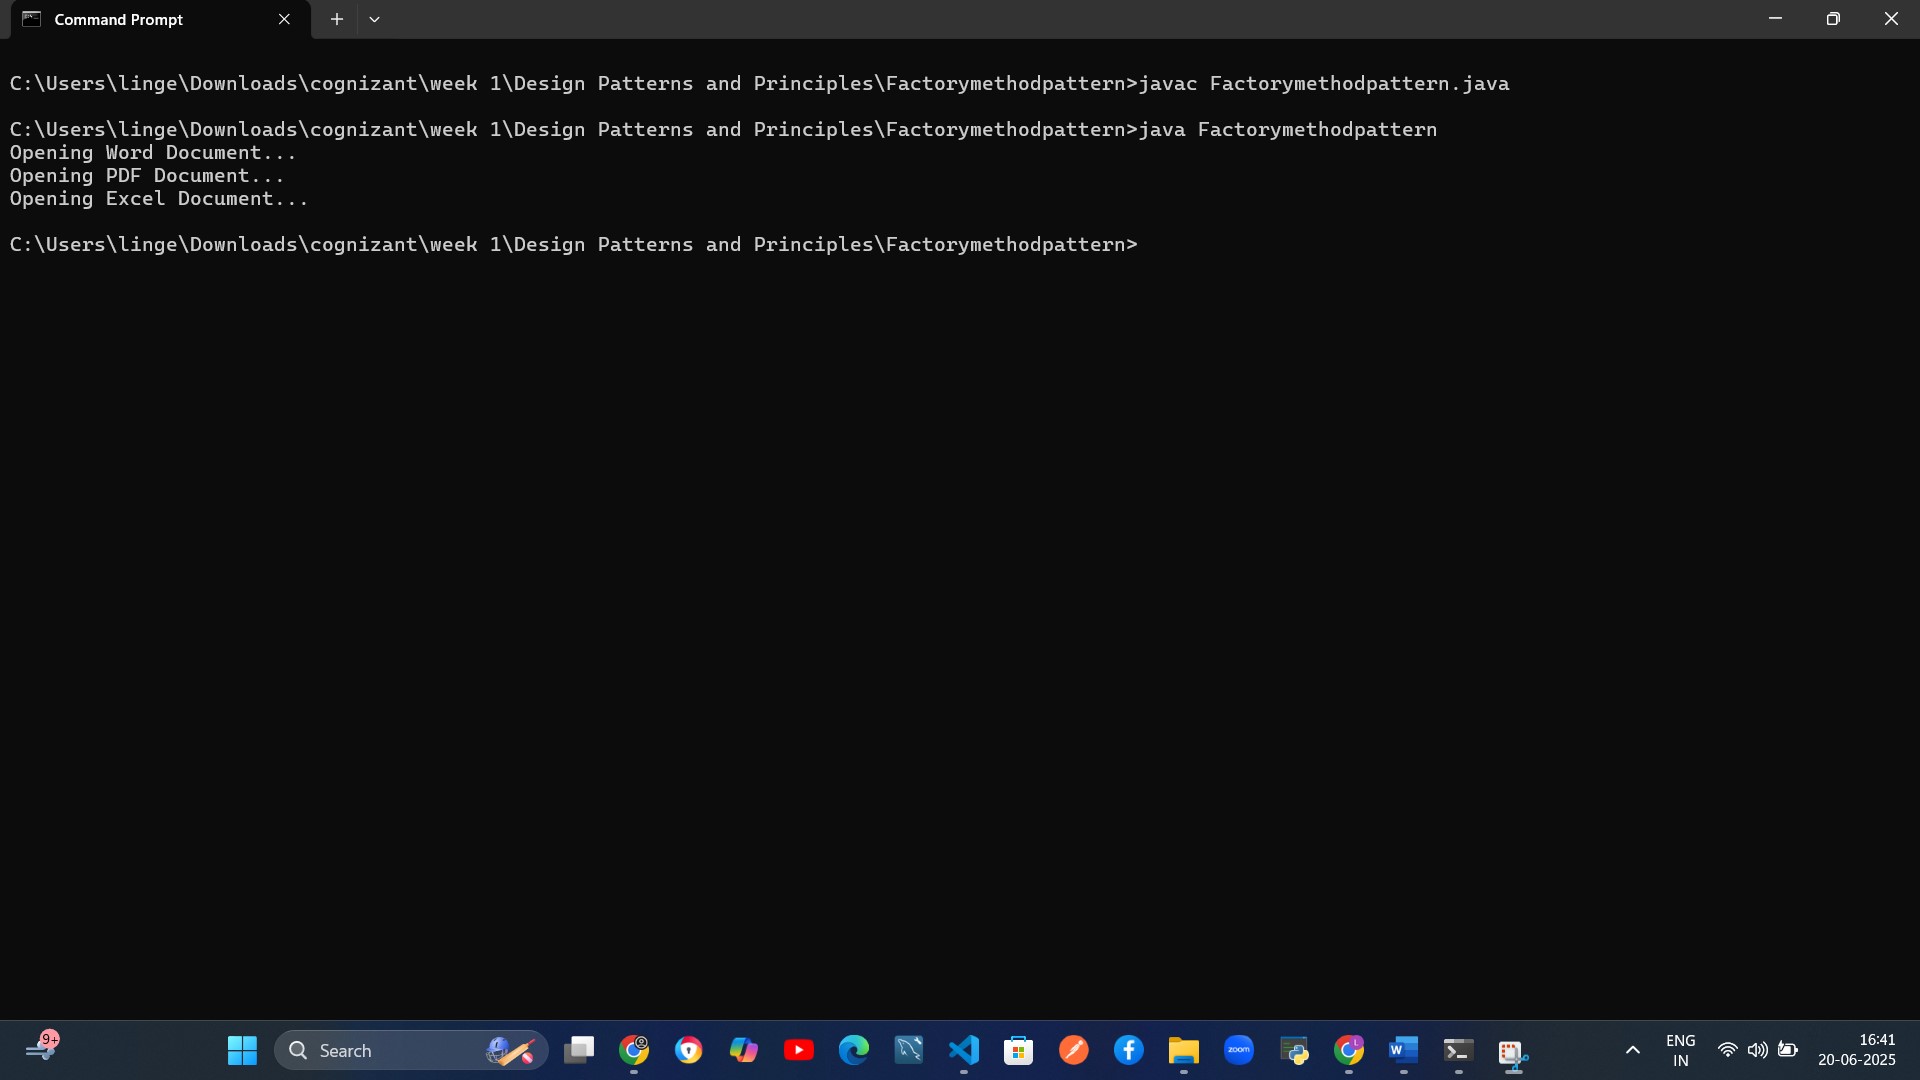 Command Prompt
C:\Users\linge\Downloads\cognizant\week 1\Design Patterns and Principles\Factorymethodpattern>javac Factorymethodpattern.java
C:\Users\linge\Downloads\cognizant\week 1\Design Patterns and Principles\Factorymethodpattern>java Factorymethodpattern
Opening Word Document...
Opening PDF Document...
Opening Excel Document...
C:\Users\linge\Downloads\cognizant\week 1\Design Patterns and Principles\Factorymethodpattern>
9+
Search
zoom
L
W
ENG
IN
16:41
20-06-2025